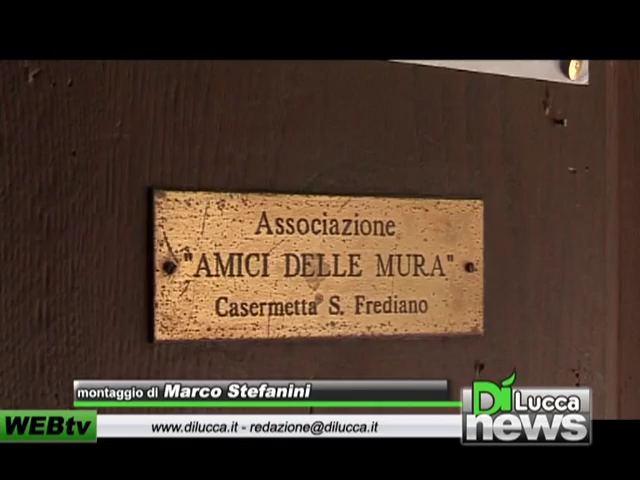 Associazione
"AMICI DELLE MURA"
Casermetta S. Frediano
montaggio di Marco Stefanini
Dí Lucca
news
WEBtv
www.dilucca.it - redazione@dilucca.it